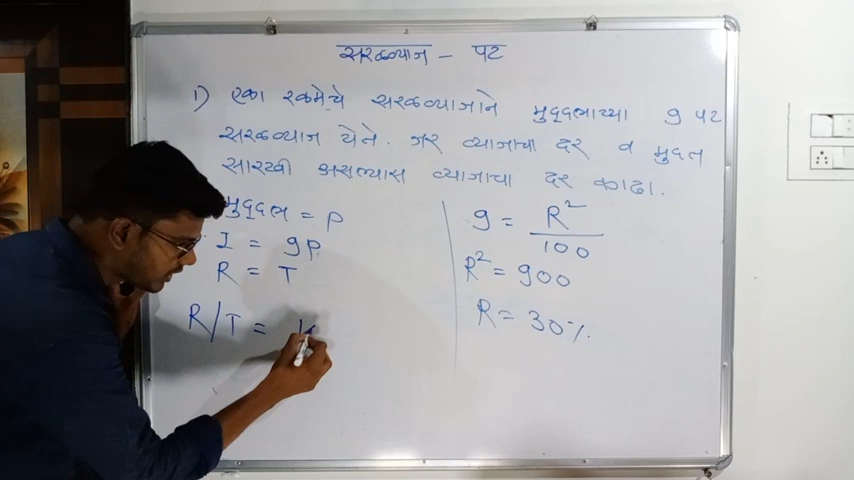 सरळव्याज - पट
1) एका रकमेचे सरळव्याजाने मुद्दलाच्या 9 पट
सरळव्याज येते. जर व्याजाचा दर व मुदत
सारखी असल्यास व्याजाचा दर काढा.
मुद्दल = P
I = 9P
R = T
R/T =
9 = R²/100
R² = 900
R = 30%.